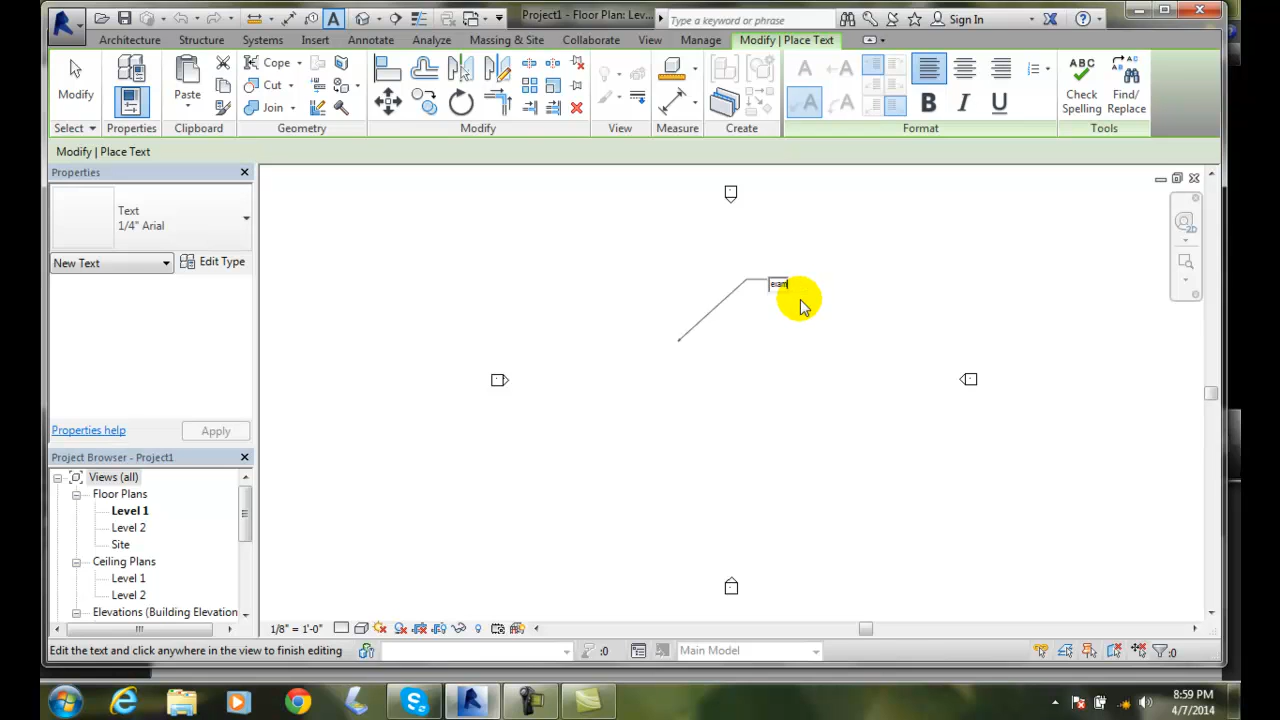 Project1 - Floor Plan: Lev...
Type a keyword or phrase
Sign In
Architecture
Structure
Systems
Insert
Annotate
Analyze
Massing & Site
Collaborate
View
Manage
Modify | Place Text
Modify
Paste
Cope
Cut
Join
Check
Spelling
Find/
Replace
Select
Properties
Clipboard
Geometry
Modify
View
Measure
Create
Format
Tools
Modify | Place Text
Properties
Text
1/4" Arial
New Text
Edit Type
exam
Properties help
Apply
Project Browser - Project1
Views (all)
Floor Plans
Level 1
Level 2
Site
Ceiling Plans
Level 1
Level 2
Elevations (Building Elevation
1/8" = 1'-0"
Edit the text and click anywhere in the view to finish editing
:0
Main Model
:0
8:59 PM
4/7/2014